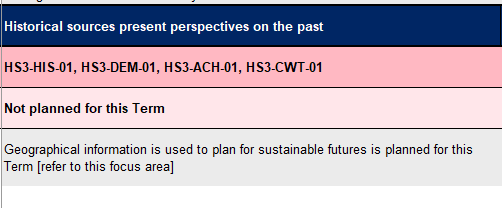 Historical sources present perspectives on the past
HS3-HIS-01, HS3-DEM-01, HS3-ACH-01, HS3-CWT-01
Not planned for this Term
Geographical information is used to plan for sustainable futures is planned for this
Term [refer to this focus area]